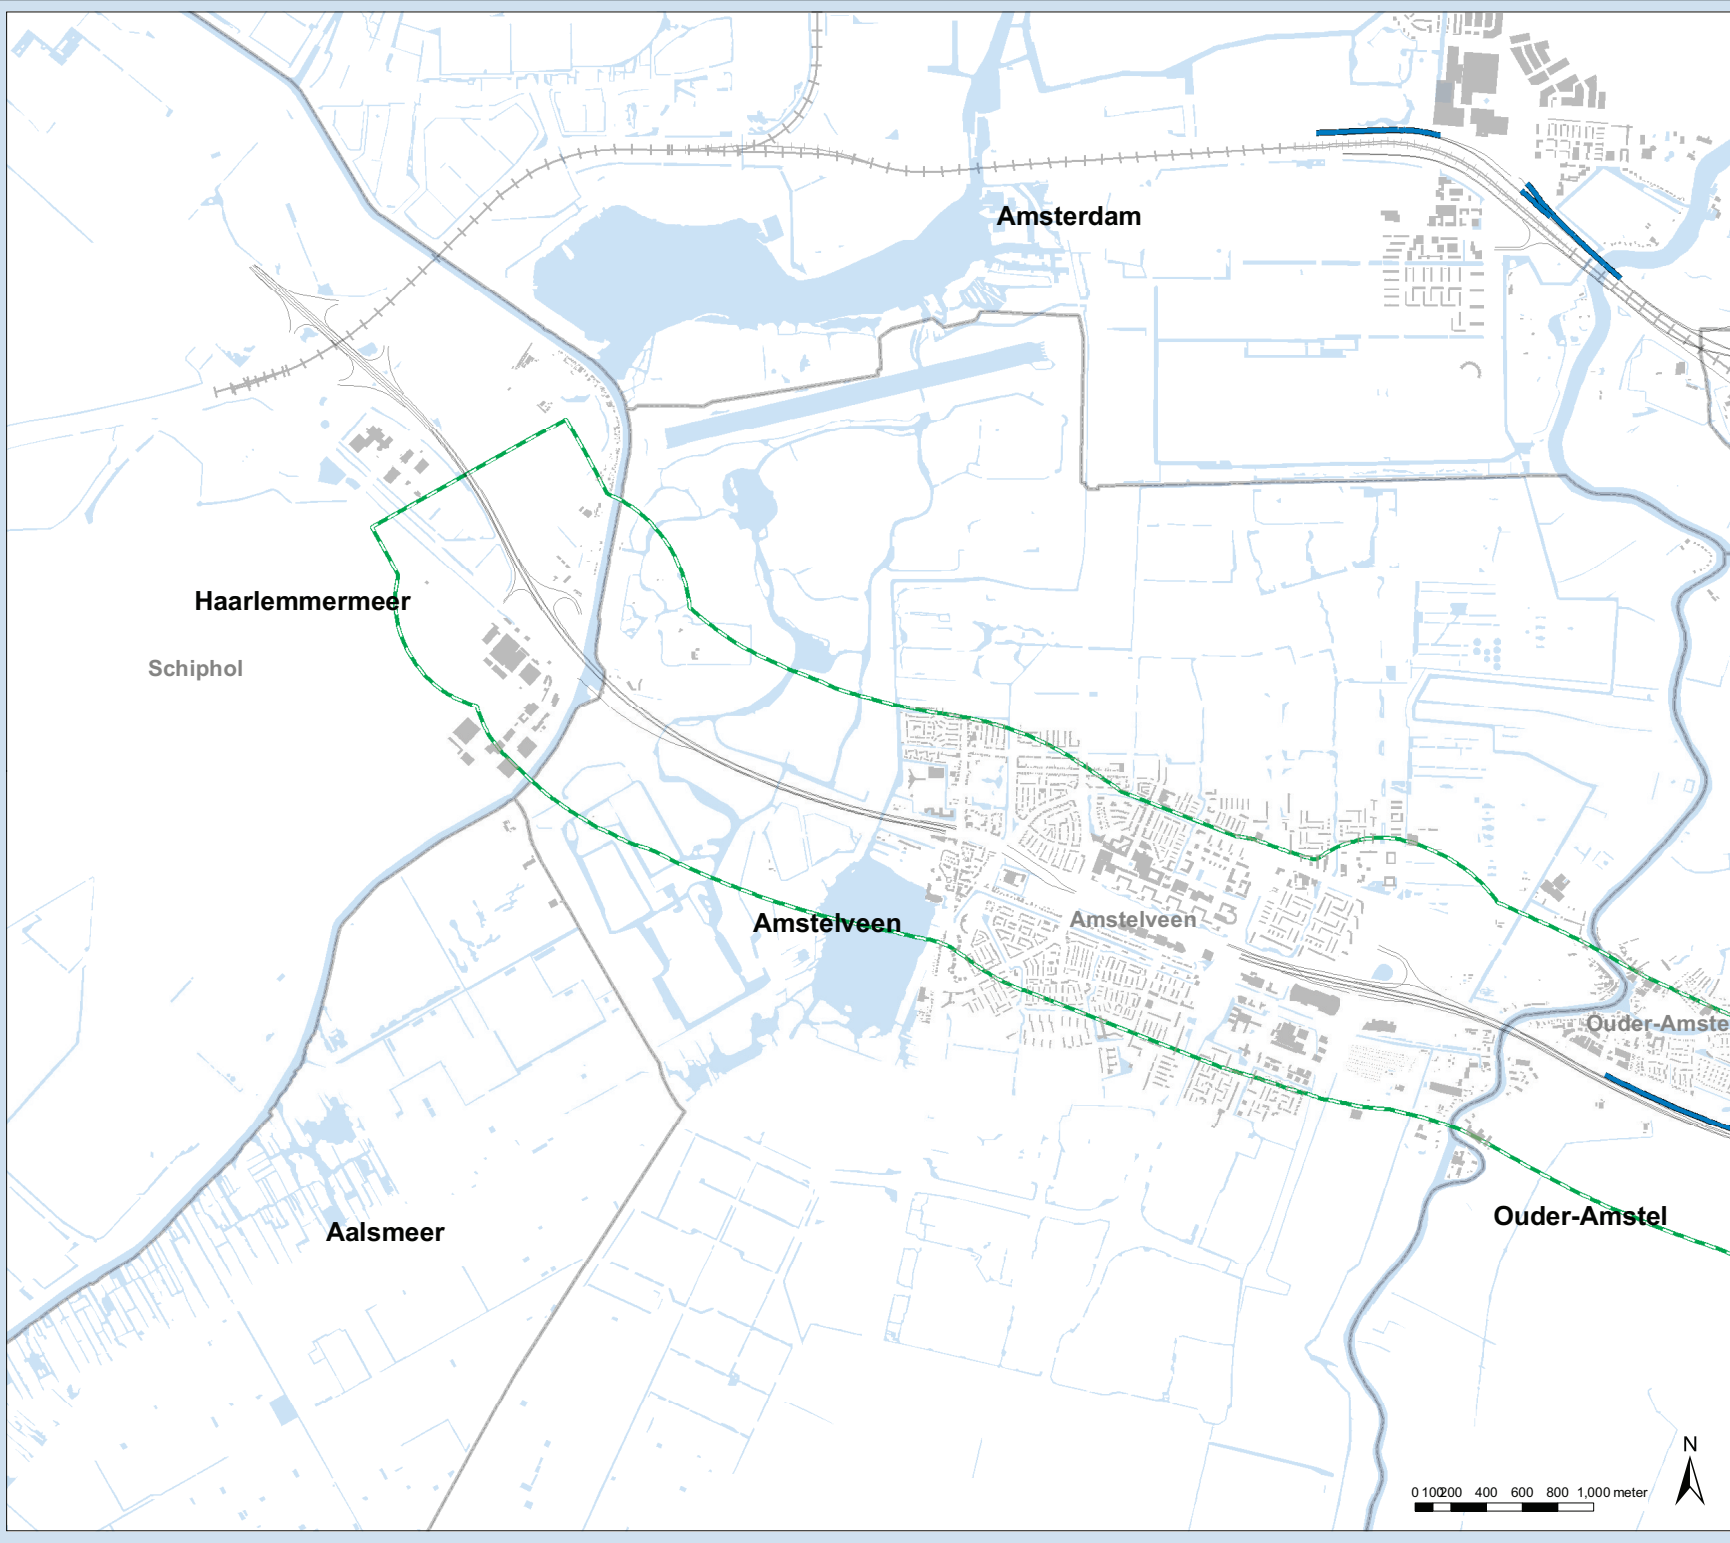 Amsterdam
Haarlemmermeer
Schiphol
Amstelveen
Amstelveen
Ouder-Amste
Ouder-Amstel
Aalsmeer
N
0 100 200 400 600 800 1,000 meter